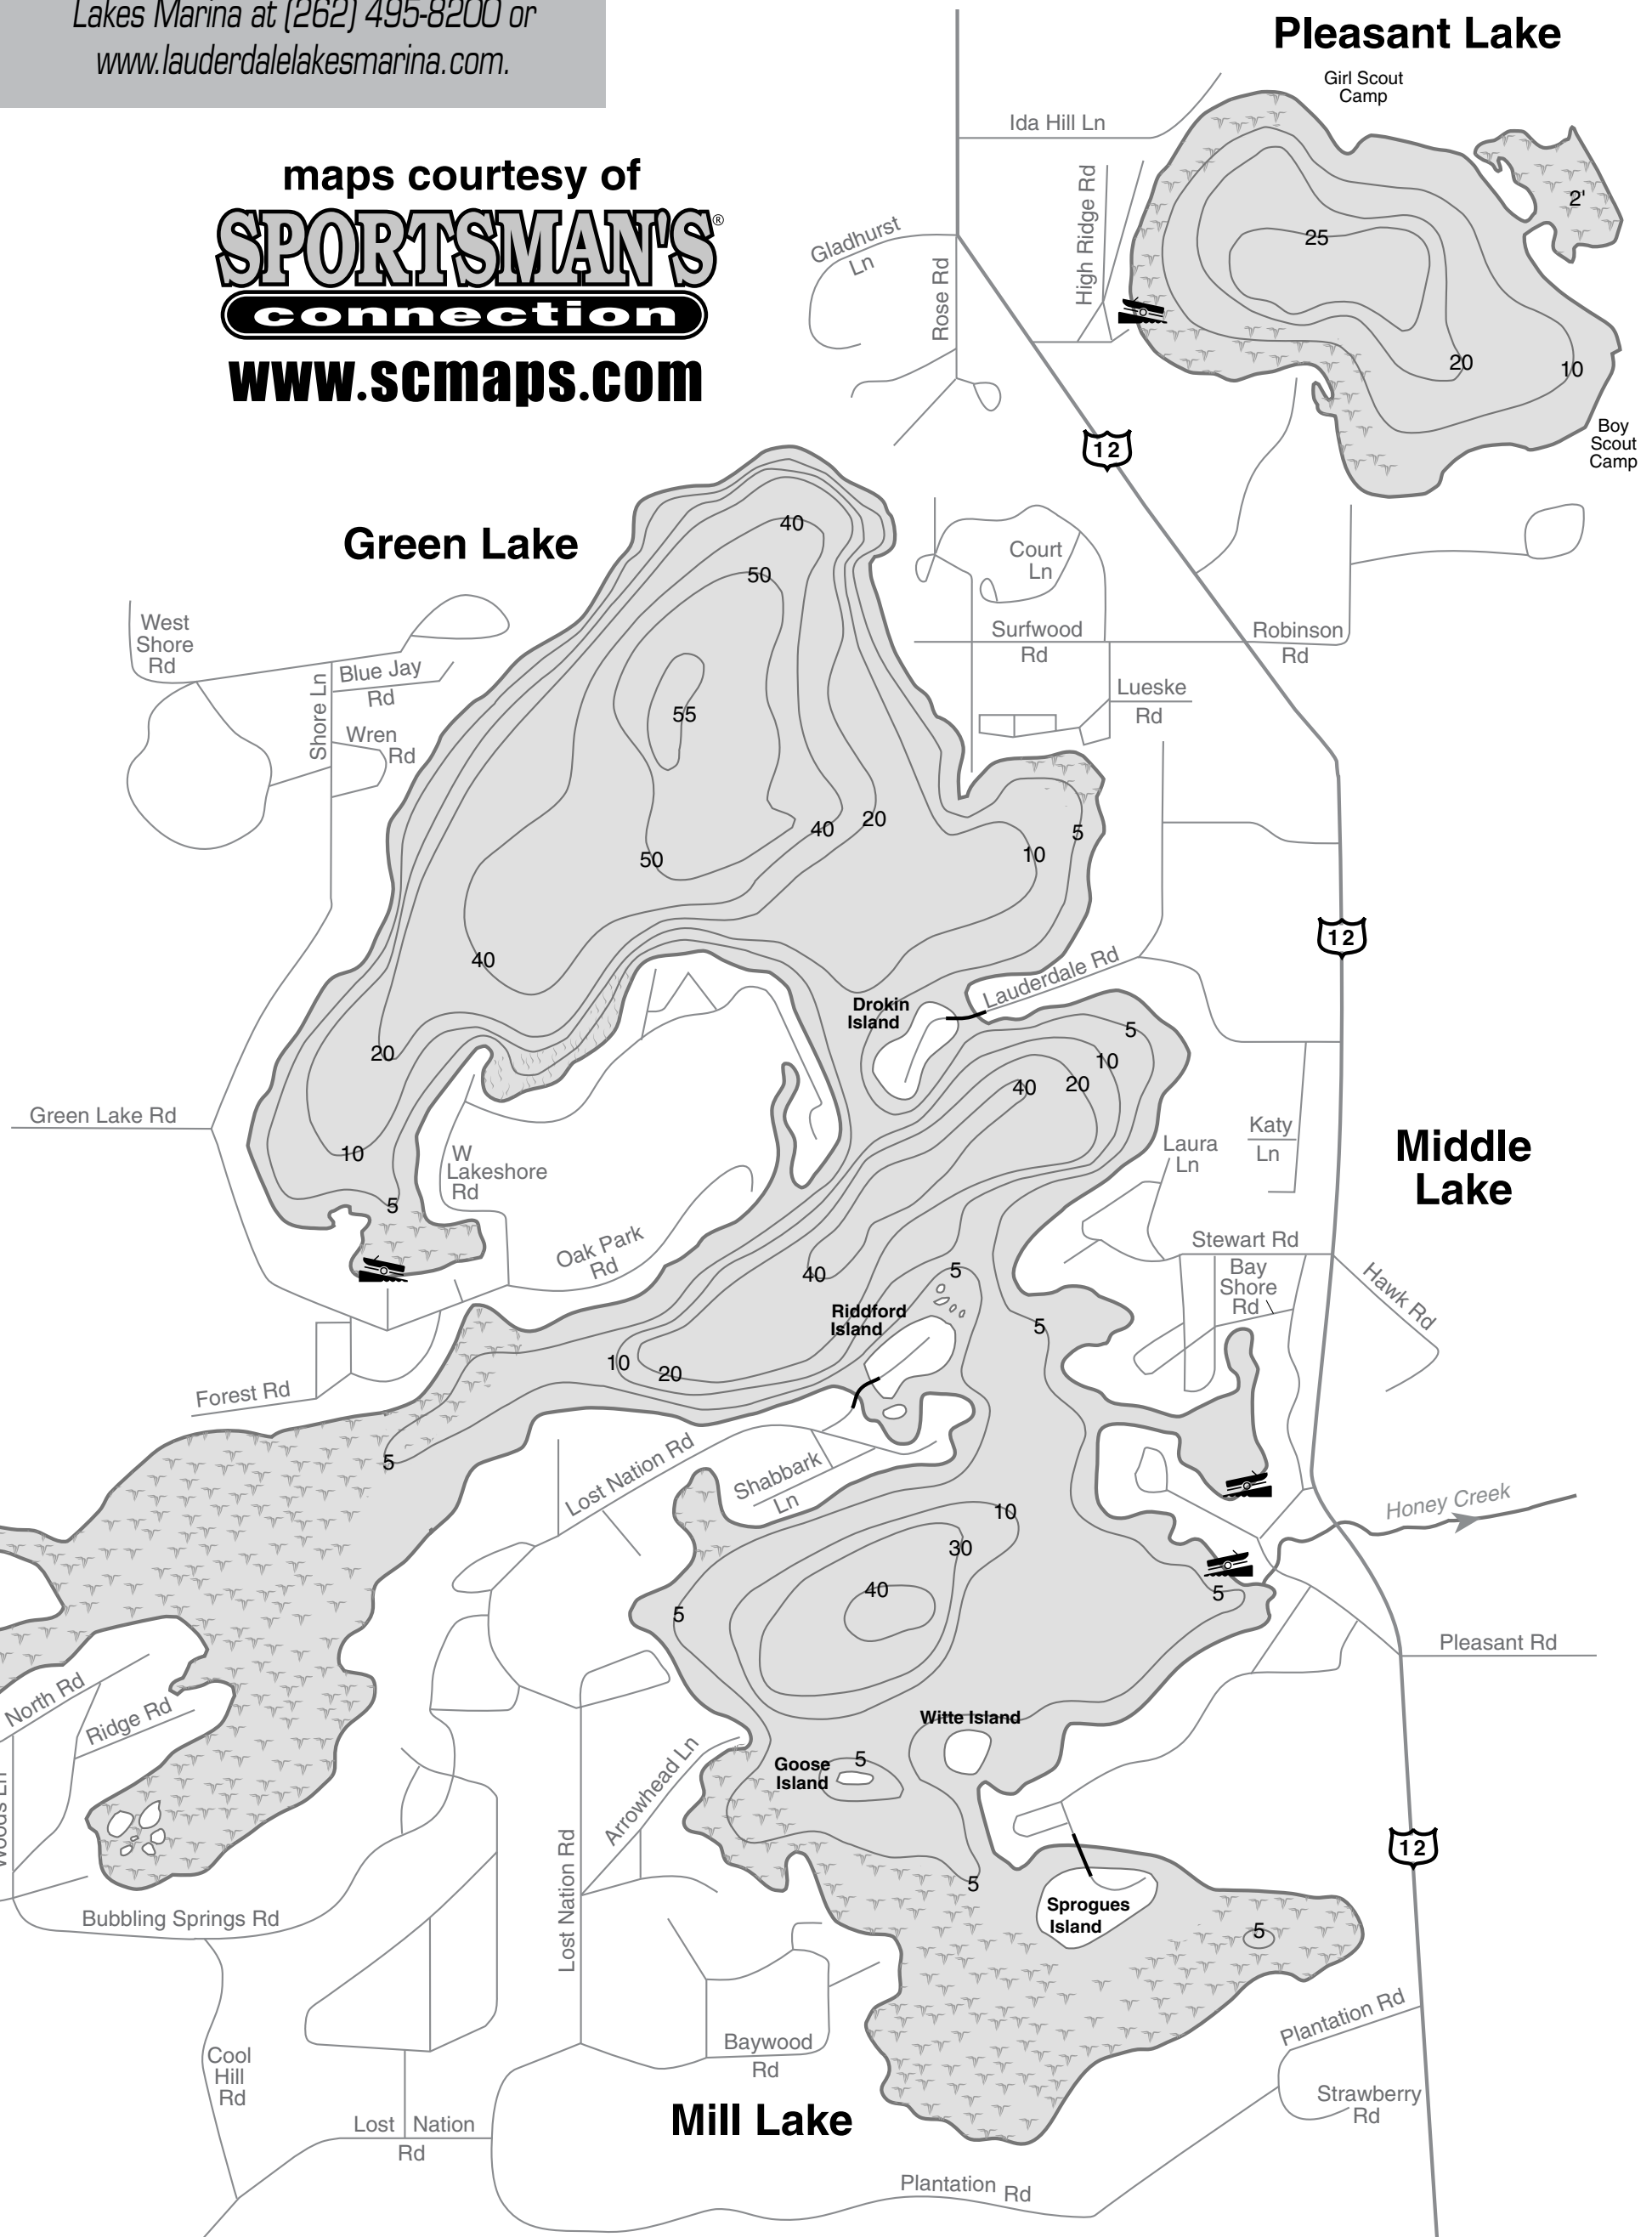 Lakes Marina at (262) 495-8200 or
www.lauderdalelakesmarina.com.
maps courtesy of
SPORTSMAN'S®
connection
www.scmaps.com
Pleasant Lake
Girl Scout
Camp
Ida Hill Ln
High Ridge Rd
2'
25
20
10
Boy
Scout
Camp
Gladhurst
Ln
Rose Rd
12
Green Lake
40
50
55
50
40
20
40
20
10
5
10
5
Court
Ln
Surfwood
Rd
Robinson
Rd
Lueske
Rd
West
Shore
Rd
Blue Jay
Rd
Shore Ln
Wren
Rd
12
Lauderdale Rd
Drokin
Island
Green Lake Rd
W
Lakeshore
Rd
Oak Park
Rd
Forest Rd
5
10
20
40
Katy
Ln
Laura
Ln
Middle
Lake
Stewart Rd
Bay
Shore
Rd
Hawk Rd
40
5
Riddford
Island
5
10
20
5
Lost Nation Rd
Shabbark
Ln
Honey Creek
10
30
40
5
5
Pleasant Rd
North Rd
Ridge Rd
Woods Ln
Witte Island
Goose
Island
5
Arrowhead Ln
12
5
Sprogues
Island
5
Bubbling Springs Rd
Lost Nation Rd
Cool
Hill
Rd
Baywood
Rd
Plantation Rd
Strawberry
Rd
Lost Nation
Rd
Mill Lake
Plantation
Rd